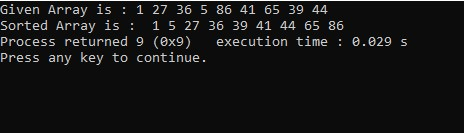 Given Array is : 1 27 36 5 86 41 65 39 44
Sorted Array is :  1 5 27 36 39 41 44 65 86
Process returned 9 (0x9)   execution time : 0.029 s
Press any key to continue.